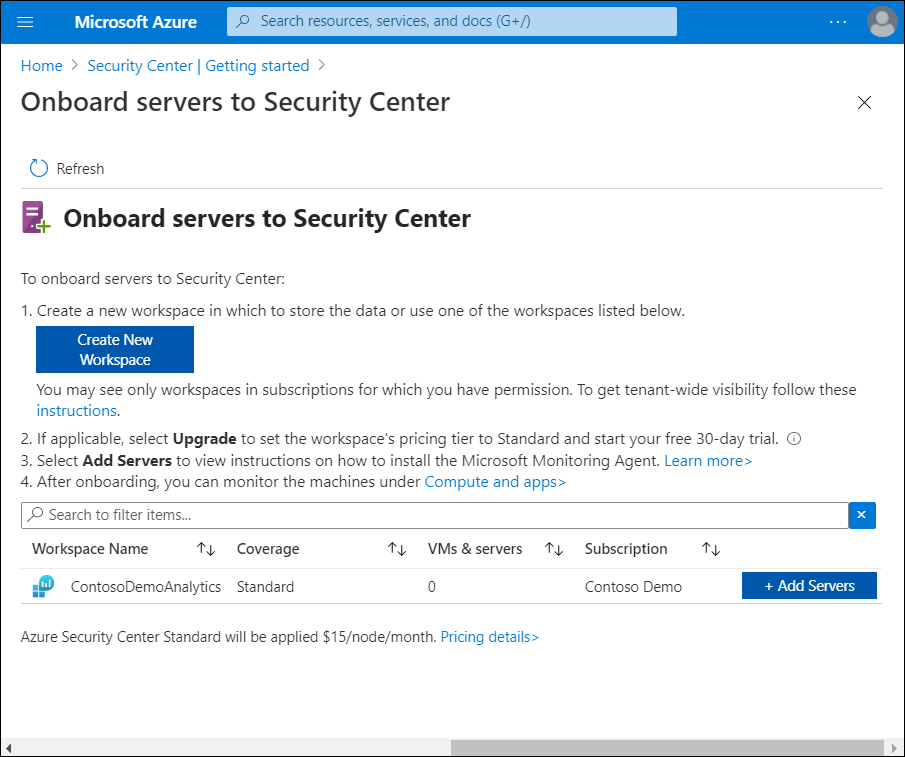 Microsoft Azure
Search resources, services, and docs (G+/)
...
Home > Security Center | Getting started >
Onboard servers to Security Center
Refresh
Onboard servers to Security Center
To onboard servers to Security Center:
1. Create a new workspace in which to store the data or use one of the workspaces listed below.
Create New
Workspace
You may see only workspaces in subscriptions for which you have permission. To get tenant-wide visibility follow these
instructions.
2. If applicable, select Upgrade to set the workspace's pricing tier to Standard and start your free 30-day trial.
3. Select Add Servers to view instructions on how to install the Microsoft Monitoring Agent. Learn more>
4. After onboarding, you can monitor the machines under Compute and apps>
Search to filter items...
Workspace Name Coverage VMs & servers Subscription
ContosoDemoAnalytics Standard 0 Contoso Demo + Add Servers
Azure Security Center Standard will be applied $15/node/month. Pricing details>